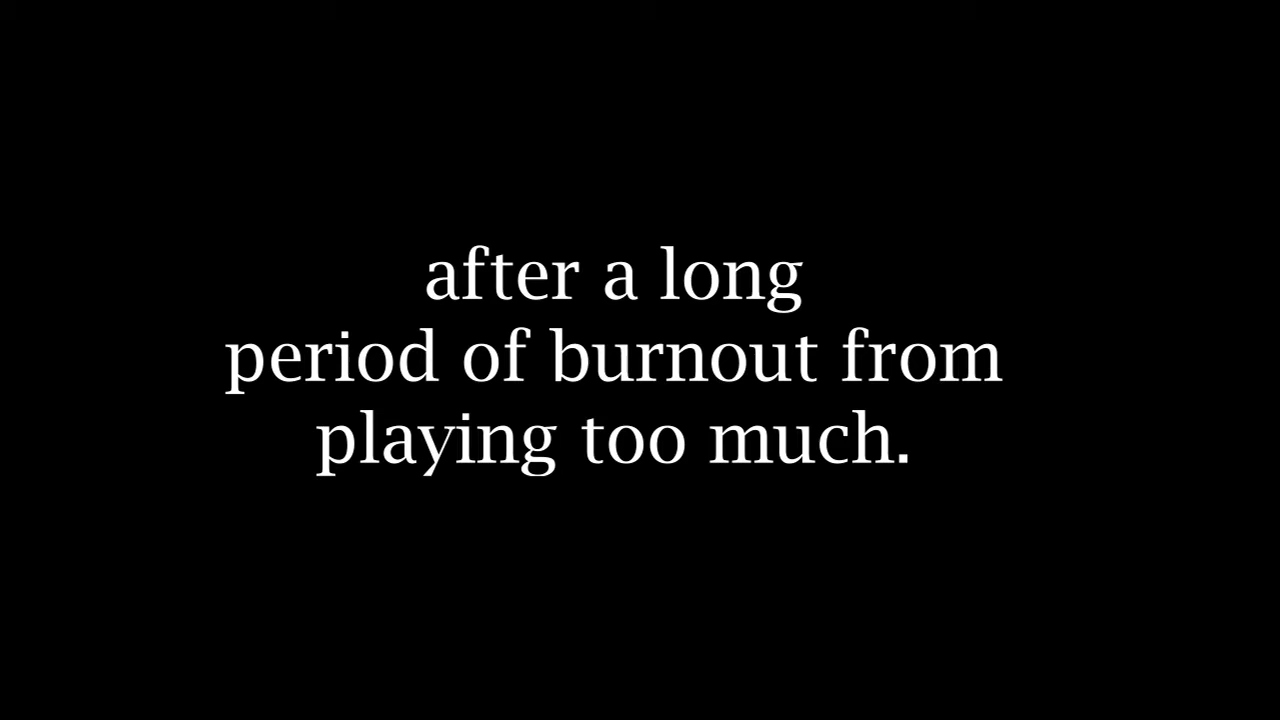 after a long
period of burnout from
playing too much.